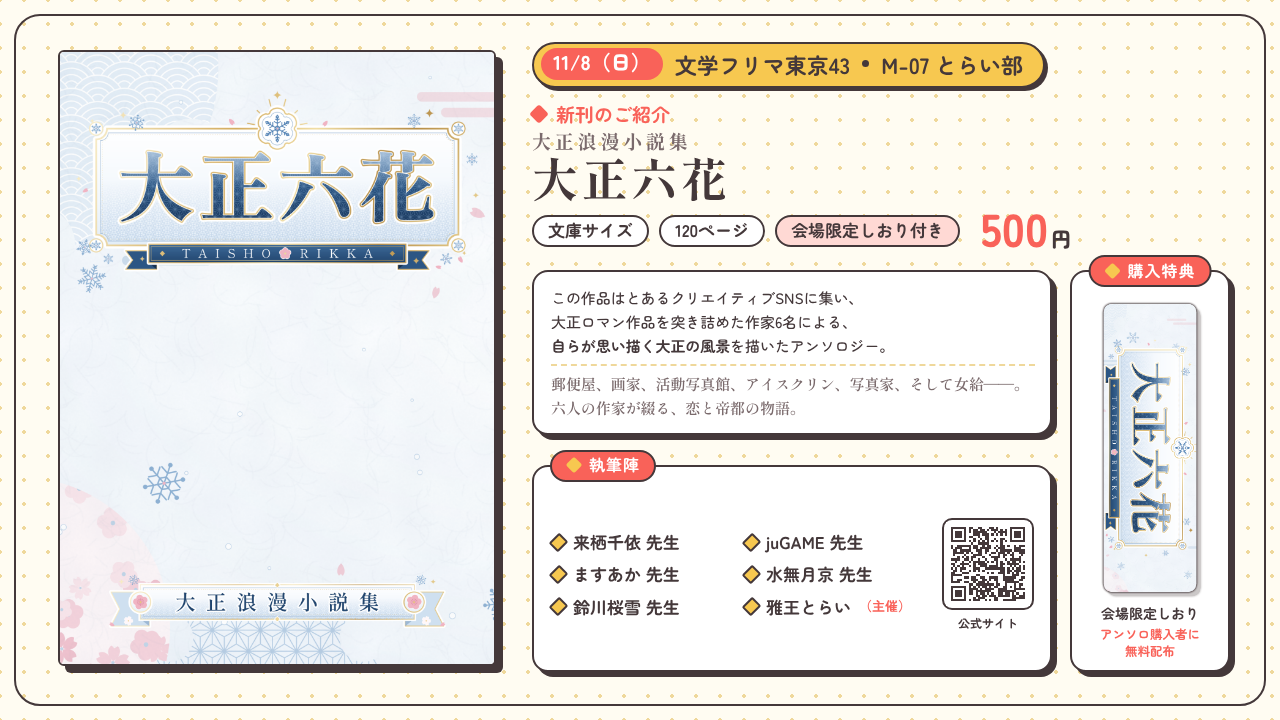 大正六花
TAISHO RIKKA
大正浪漫小説集
11/8（日） 文学フリマ東京43 • M-07 とらい部
新刊のご紹介
大正浪漫小説集
大正六花
文庫サイズ 120ページ 会場限定しおり付き 500円
この作品はとあるクリエイティブSNSに集い、
大正ロマン作品を突き詰めた作家6名による、
自らが思い描く大正の風景を描いたアンソロジー。
郵便屋、画家、活動写真館、アイスクリン、写真家、そして女給――。
六人の作家が綴る、恋と帝都の物語。
執筆陣
来栖千依 先生
ますあか 先生
鈴川桜雪 先生
juGAME 先生
水無月京 先生
雅王とらい （主催）
公式サイト
購入特典
大正六花
TAISHO RIKKA
会場限定しおり
アンソロ購入者に
無料配布